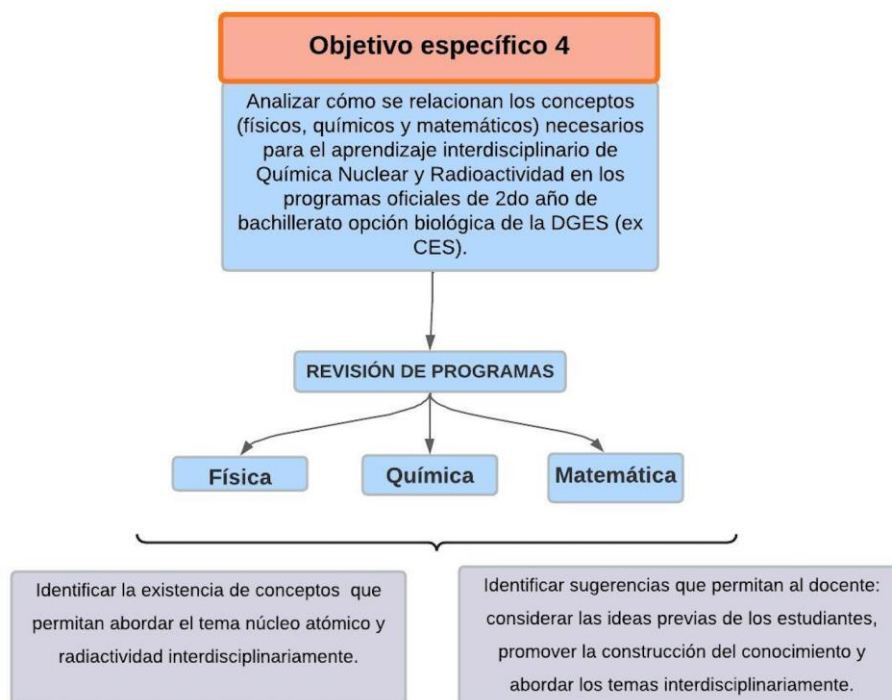 Objetivo específico 4
Analizar cómo se relacionan los conceptos
(físicos, químicos y matemáticos) necesarios
para el aprendizaje interdisciplinario de
Química Nuclear y Radioactividad en los
programas oficiales de 2do año de
bachillerato opción biológica de la DGES (ex
CES).
REVISIÓN DE PROGRAMAS
Física
Química
Matemática
Identificar la existencia de conceptos que
permitan abordar el tema núcleo atómico y
radiactividad interdisciplinariamente.
Identificar sugerencias que permitan al docente:
considerar las ideas previas de los estudiantes,
promover la construcción del conocimiento y
abordar los temas interdisciplinariamente.